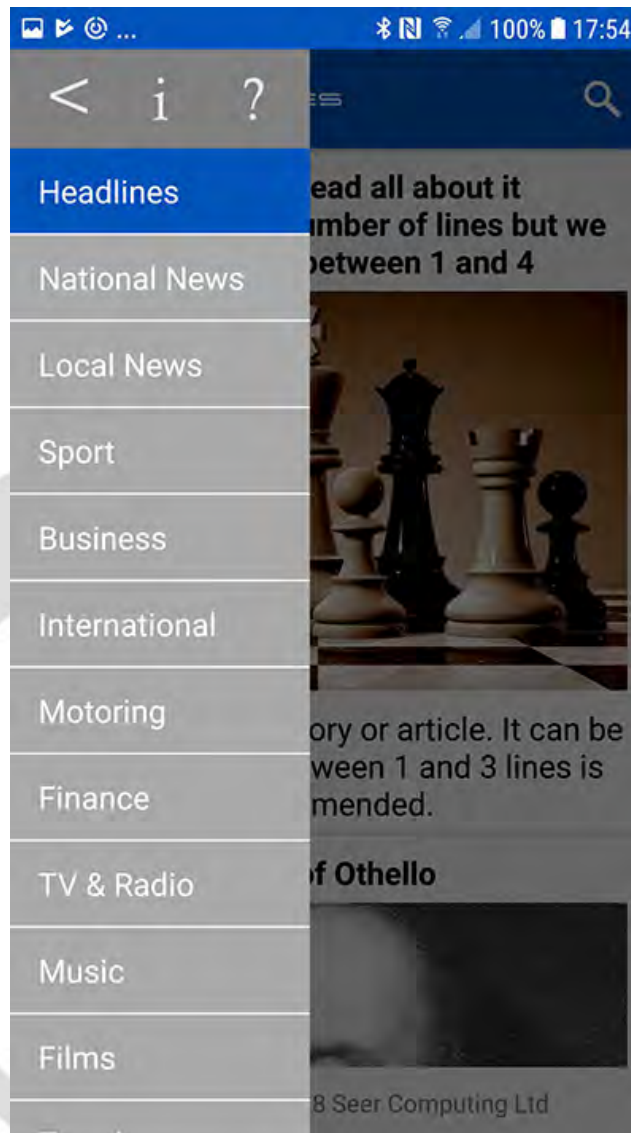 ... 100% 17:54
< i ?
Headlines
ead all about it
mber of lines but we
between 1 and 4
National News
Local News
Sport
Business
International
Motoring
ory or article. It can be
ween 1 and 3 lines is
mended.
Finance
TV & Radio
of Othello
Music
Films
8 Seer Computing Ltd